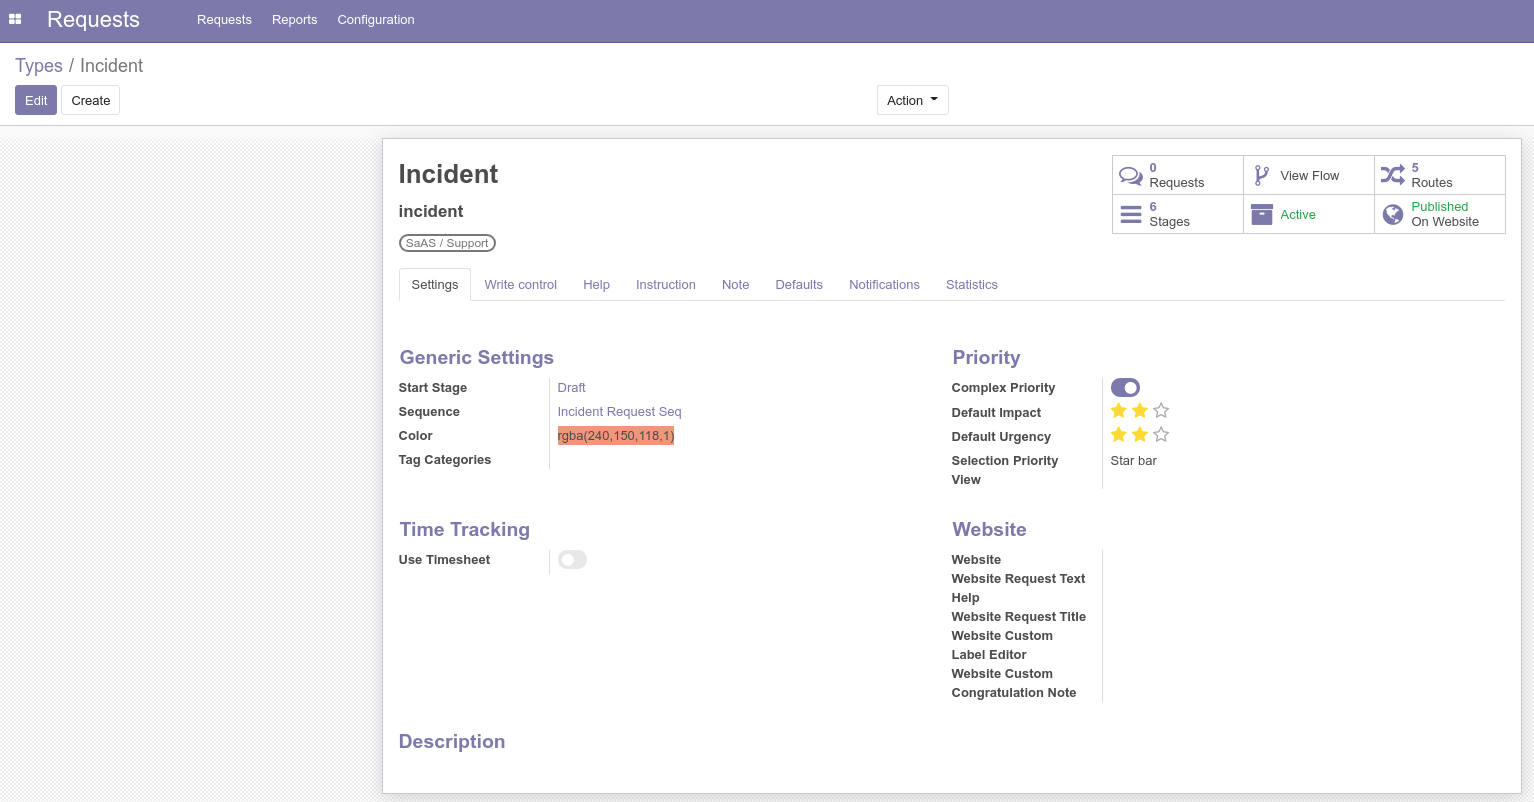 Requests
Requests Reports Configuration
Types / Incident
Edit Create
Action
Incident
incident
SaAS / Support
0
Requests
View Flow
5
Routes
6
Stages
Active
Published
On Website
Settings Write control Help Instruction Note Defaults Notifications Statistics
Generic Settings
Start Stage Draft
Sequence Incident Request Seq
Color rgba(240,150,118,1)
Tag Categories
Priority
Complex Priority
Default Impact
Default Urgency
Selection Priority Star bar
View
Time Tracking
Use Timesheet
Website
Website
Website Request Text
Help
Website Request Title
Website Custom
Label Editor
Website Custom
Congratulation Note
Description